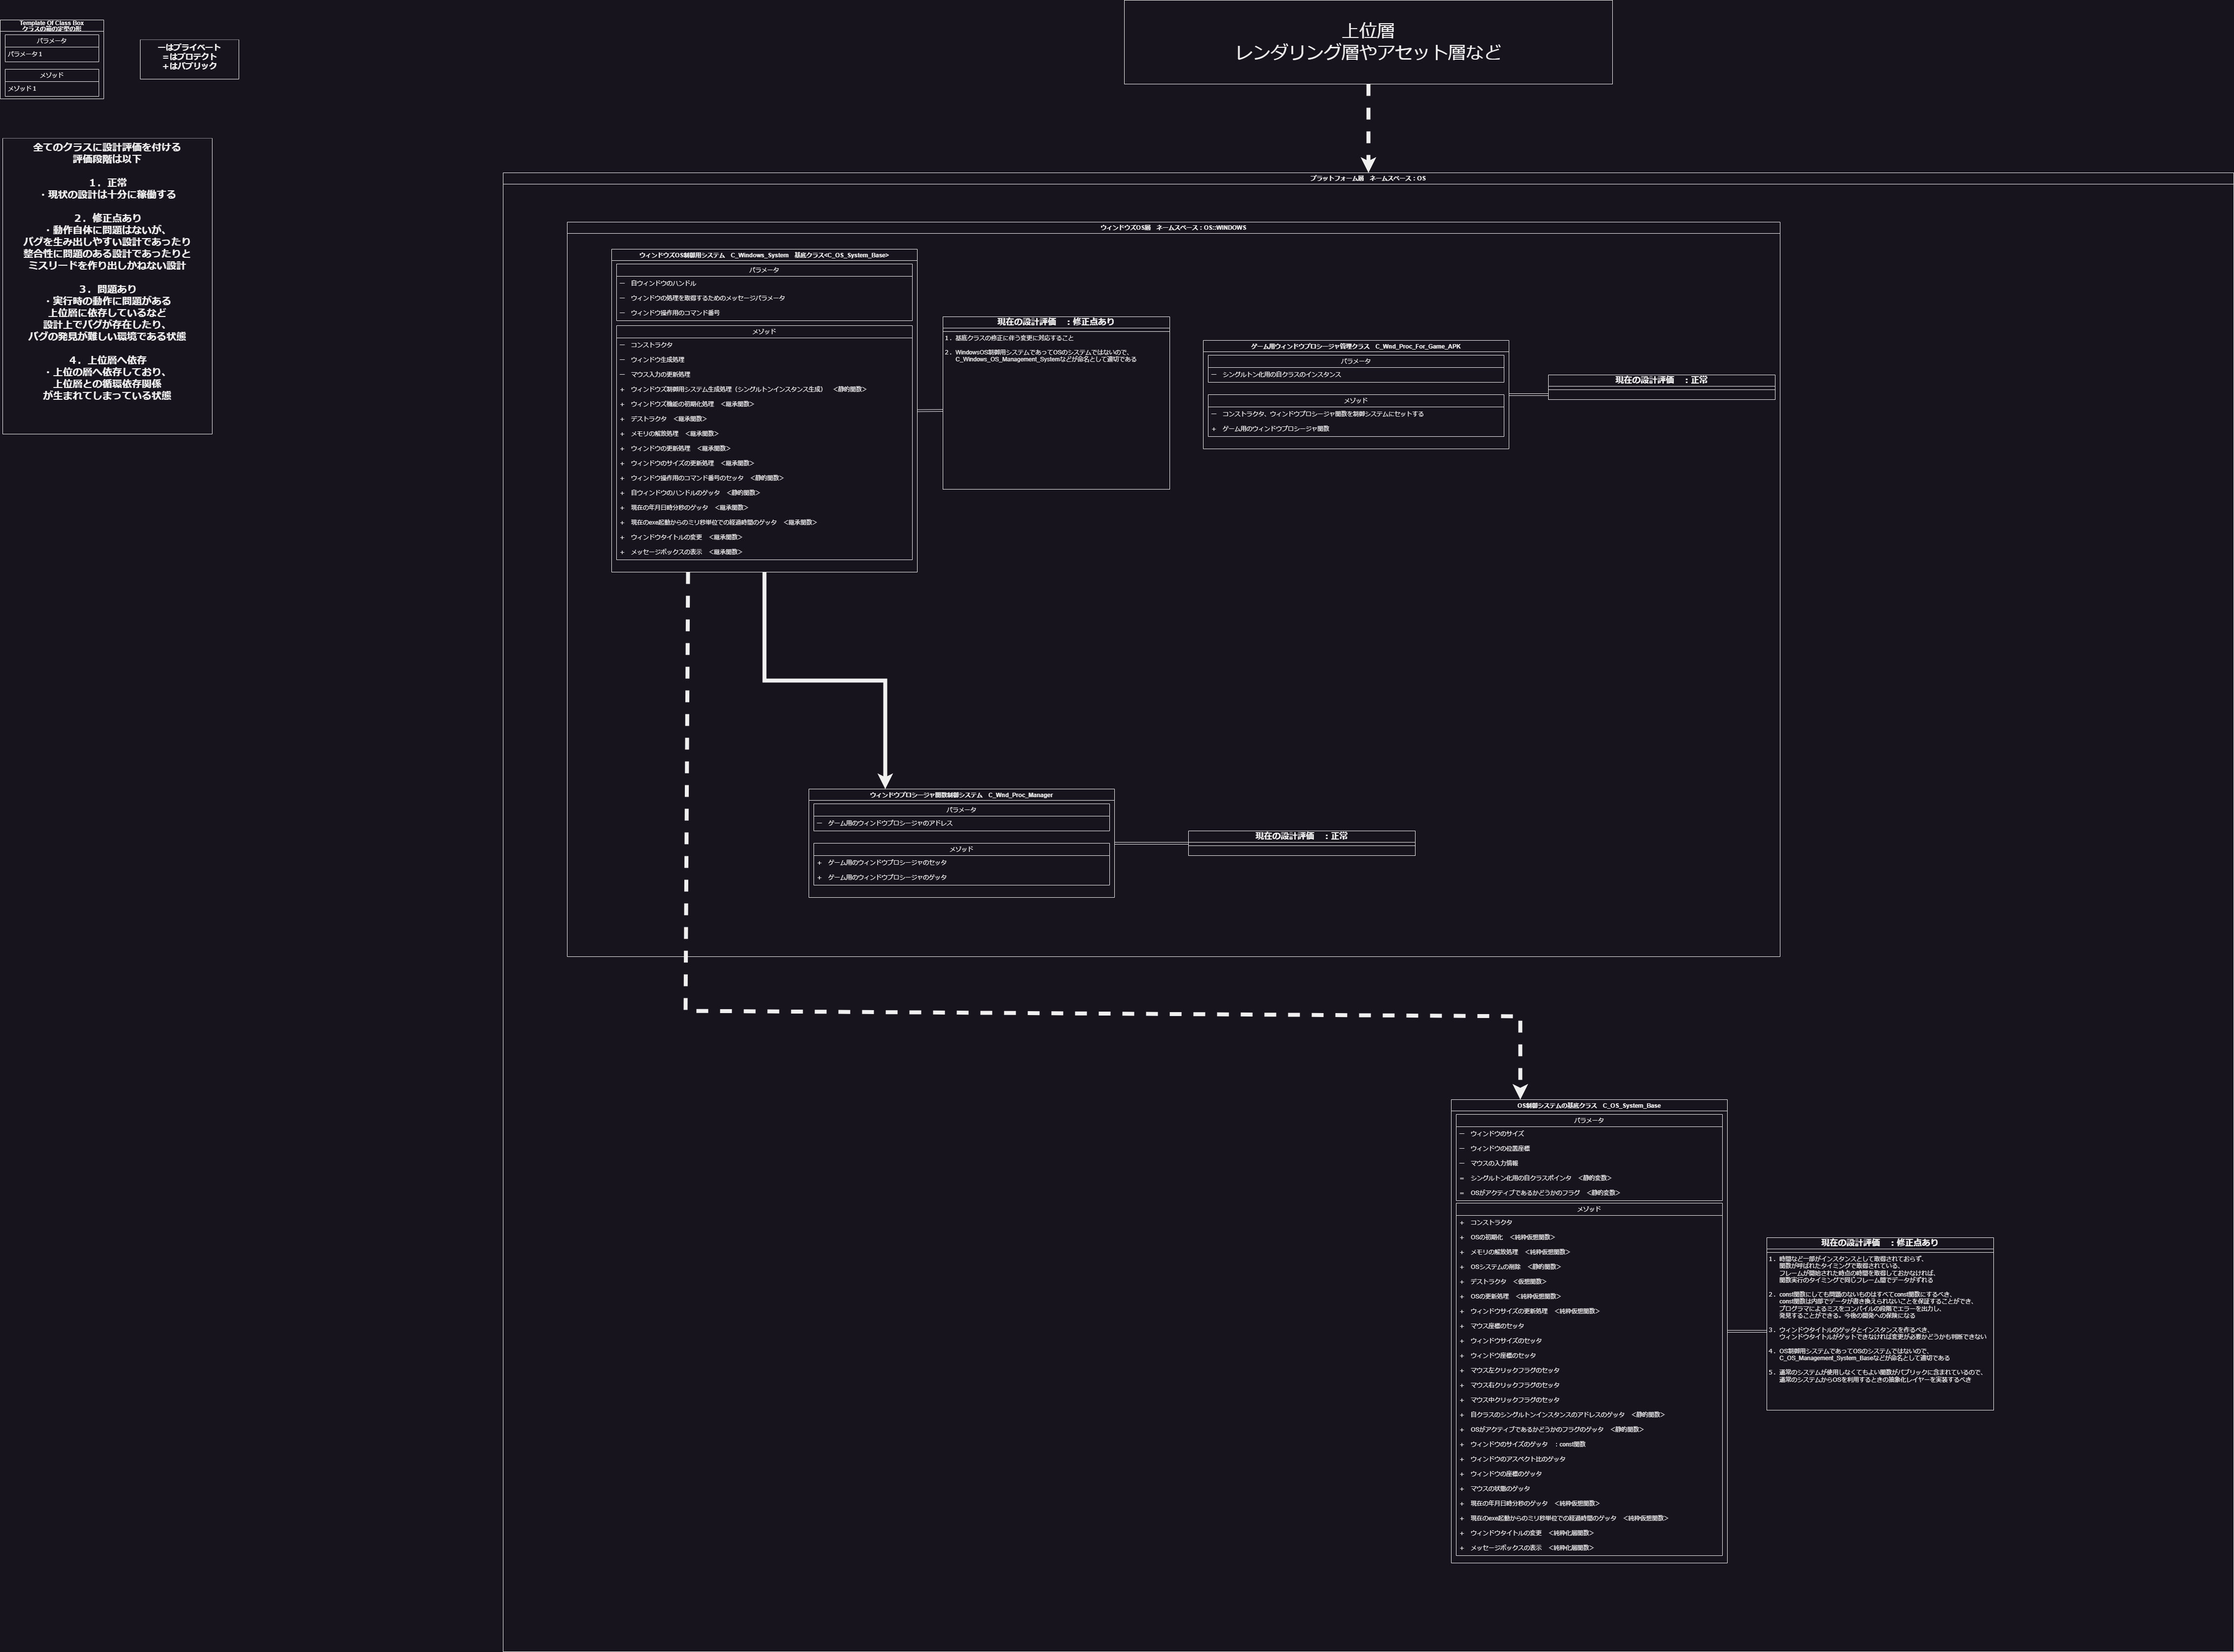 Template Of Class Box
クラスの箱の定型の形
パラメータ
パラメータ１
メゾッド
メゾッド１
ーはプライベート
=はプロテクト
+はパブリック
全てのクラスに設計評価を付ける
評価段階は以下
１．正常
・現状の設計は十分に稼働する
２．修正点あり
・動作自体に問題はないが、
バグを生み出しやすい設計であったり
整合性に問題のある設計であったりと
ミスリードを作り出しかねない設計
３．問題あり
・実行時の動作に問題がある
上位層に依存しているなど
設計上でバグが存在したり、
バグの発見が難しい環境である状態
４．上位層へ依存
・上位の層へ依存しており、
上位層との循環依存関係
が生まれてしまっている状態
上位層
レンダリング層やアセット層など
プラットフォーム層　ネームスペース：OS
ウィンドウズOS層　ネームスペース：OS::WINDOWS
ウィンドウズOS制御用システム　C_Windows_System　基底クラス<C_OS_System_Base>
パラメータ
ー　自ウィンドウのハンドル
ー　ウィンドウの処理を取得するためのメッセージパラメータ
ー　ウィンドウ操作用のコマンド番号
メゾッド
ー　コンストラクタ
ー　ウィンドウ生成処理
ー　マウス入力の更新処理
+　ウィンドウズ制御用システム生成処理（シングルトンインスタンス生成）　＜静的関数＞
+　ウィンドウズ機能の初期化処理　＜継承関数＞
+　デストラクタ　＜継承関数＞
+　メモリの解放処理　＜継承関数＞
+　ウィンドウの更新処理　＜継承関数＞
+　ウィンドウのサイズの更新処理　＜継承関数＞
+　ウィンドウ操作用のコマンド番号のセッタ　＜静的関数＞
+　自ウィンドウのハンドルのゲッタ　＜静的関数＞
+　現在の年月日時分秒のゲッタ　＜継承関数＞
+　現在のexe起動からのミリ秒単位での経過時間のゲッタ　＜継承関数＞
+　ウィンドウタイトルの変更　＜継承関数＞
+　メッセージボックスの表示　＜継承関数＞
現在の設計評価　：修正点あり
１．基底クラスの修正に伴う変更に対応すること
２．WindowsOS制御用システムであってOSのシステムではないので、
C_Windows_OS_Management_Systemなどが命名として適切である
ゲーム用ウィンドウプロシージャ管理クラス　C_Wnd_Proc_For_Game_APK
パラメータ
ー　シングルトン化用の自クラスのインスタンス
メゾッド
ー　コンストラクタ、ウィンドウプロシージャ関数を制御システムにセットする
+　ゲーム用のウィンドウプロシージャ関数
現在の設計評価　：正常
ウィンドウプロシージャ関数制御システム　C_Wnd_Proc_Manager
パラメータ
ー　ゲーム用のウィンドウプロシージャのアドレス
メゾッド
+　ゲーム用のウィンドウプロシージャのセッタ
+　ゲーム用のウィンドウプロシージャのゲッタ
現在の設計評価　：正常
OS制御システムの基底クラス　C_OS_System_Base
パラメータ
ー　ウィンドウのサイズ
ー　ウィンドウの位置座標
ー　マウスの入力情報
=　シングルトン化用の自クラスポインタ　＜静的変数＞
=　OSがアクティブであるかどうかのフラグ　＜静的変数＞
メゾッド
+　コンストラクタ
+　OSの初期化　＜純粋仮想関数＞
+　メモリの解放処理　＜純粋仮想関数＞
+　OSシステムの削除　＜静的関数＞
+　デストラクタ　＜仮想関数＞
+　OSの更新処理　＜純粋仮想関数＞
+　ウィンドウサイズの更新処理　＜純粋仮想関数＞
+　マウス座標のセッタ
+　ウィンドウサイズのセッタ
+　ウィンドウ座標のセッタ
+　マウス左クリックフラグのセッタ
+　マウス右クリックフラグのセッタ
+　マウス中クリックフラグのセッタ
+　自クラスのシングルトンインスタンスのアドレスのゲッタ　＜静的関数＞
+　OSがアクティブであるかどうかのフラグのゲッタ　＜静的関数＞
+　ウィンドウのサイズのゲッタ　：const関数
+　ウィンドウのアスペクト比のゲッタ
+　ウィンドウの座標のゲッタ
+　マウスの状態のゲッタ
+　現在の年月日時分秒のゲッタ　＜純粋仮想関数＞
+　現在のexe起動からのミリ秒単位での経過時間のゲッタ　＜純粋仮想関数＞
+　ウィンドウタイトルの変更　＜純粋化層関数＞
+　メッセージボックスの表示　＜純粋化層関数＞
現在の設計評価　：修正点あり
１．時間など一部がインスタンスとして取得されておらず、
関数が呼ばれたタイミングで取得されている、
フレームが開始された時点の時間を取得しておかなければ、
関数実行のタイミングで同じフレーム間でデータがずれる
２．const関数にしても問題のないものはすべてconst関数にするべき、
const関数は内部でデータが書き換えられないことを保証することができ、
プログラマによるミスをコンパイルの段階でエラーを出力し、
発見することができる。今後の開発への保険になる
３．ウィンドウタイトルのゲッタとインスタンスを作るべき、
ウィンドウタイトルがゲットできなければ変更が必要かどうかも判断できない
４．OS制御用システムであってOSのシステムではないので、
C_OS_Management_System_Baseなどが命名として適切である
５．通常のシステムが使用しなくてもよい関数がパブリックに含まれているので、
通常のシステムからOSを利用するときの抽象化レイヤーを実装するべき